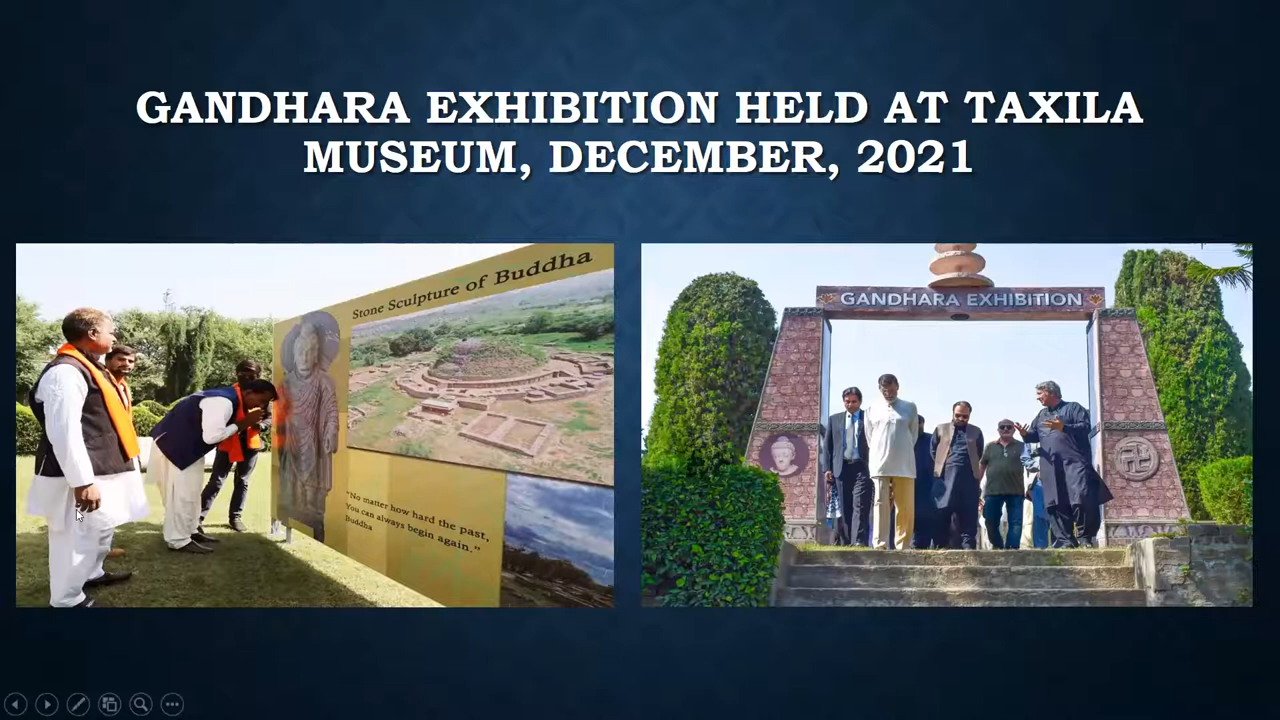 GANDHARA EXHIBITION HELD AT TAXILA
MUSEUM, DECEMBER, 2021
Stone Sculpture of Buddha
"No matter how hard the past,
You can always begin again."
Buddha
GANDHARA EXHIBITION